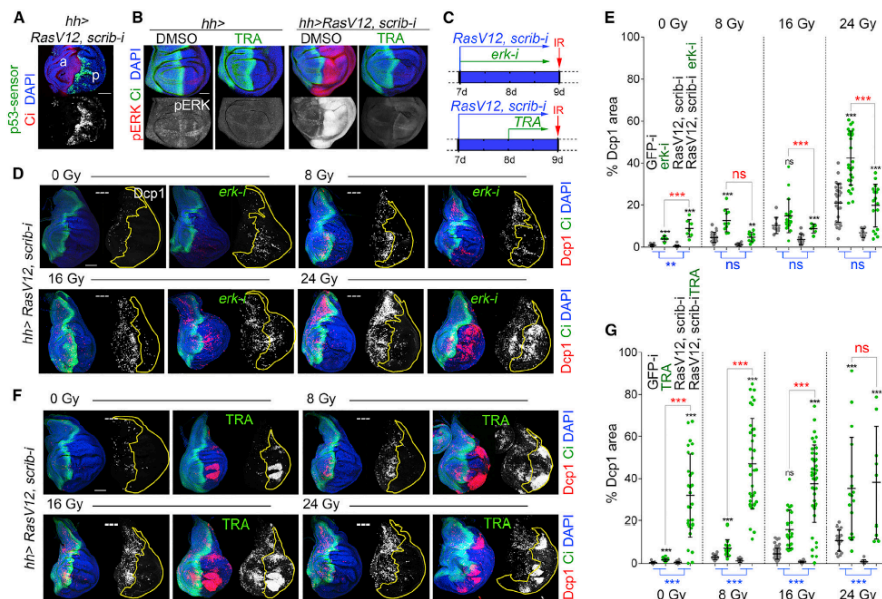 A
hh>
RasV12, scrib-i
p53-sensor
Ci DAPI
a
p
B
hh>
DMSO
TRA
hh>RasV12, scrib-i
DMSO
TRA
pERK Ci DAPI
pERK
C
RasV12, scrib-i
IR
erk-i
7d
8d
9d
RasV12, scrib-i
IR
TRA
7d
8d
9d
D
hh> RasV12, scrib-i
0 Gy
8 Gy
Dcp1
erk-i
erk-i
16 Gy
24 Gy
erk-i
erk-i
Dcp1 Ci DAPI
Dcp1 Ci DAPI
E
0 Gy
8 Gy
16 Gy
24 Gy
% Dcp1 area
100
80
60
40
20
0
GFP-i
erk-i
RasV12, scrib-i
RasV12, scrib-i erk-i
***
***
***
**
ns
***
**
ns
***
ns
***
ns
***
***
***
ns
F
hh> RasV12, scrib-i
0 Gy
8 Gy
TRA
TRA
16 Gy
24 Gy
TRA
TRA
Dcp1 Ci DAPI
Dcp1 Ci DAPI
G
% Dcp1 area
100
80
60
40
20
0
GFP-i
TRA
RasV12, scrib-i
RasV12, scrib-iTRA
***
***
***
***
***
***
***
***
***
ns
***
***
ns
***
***
***
0 Gy
8 Gy
16 Gy
24 Gy